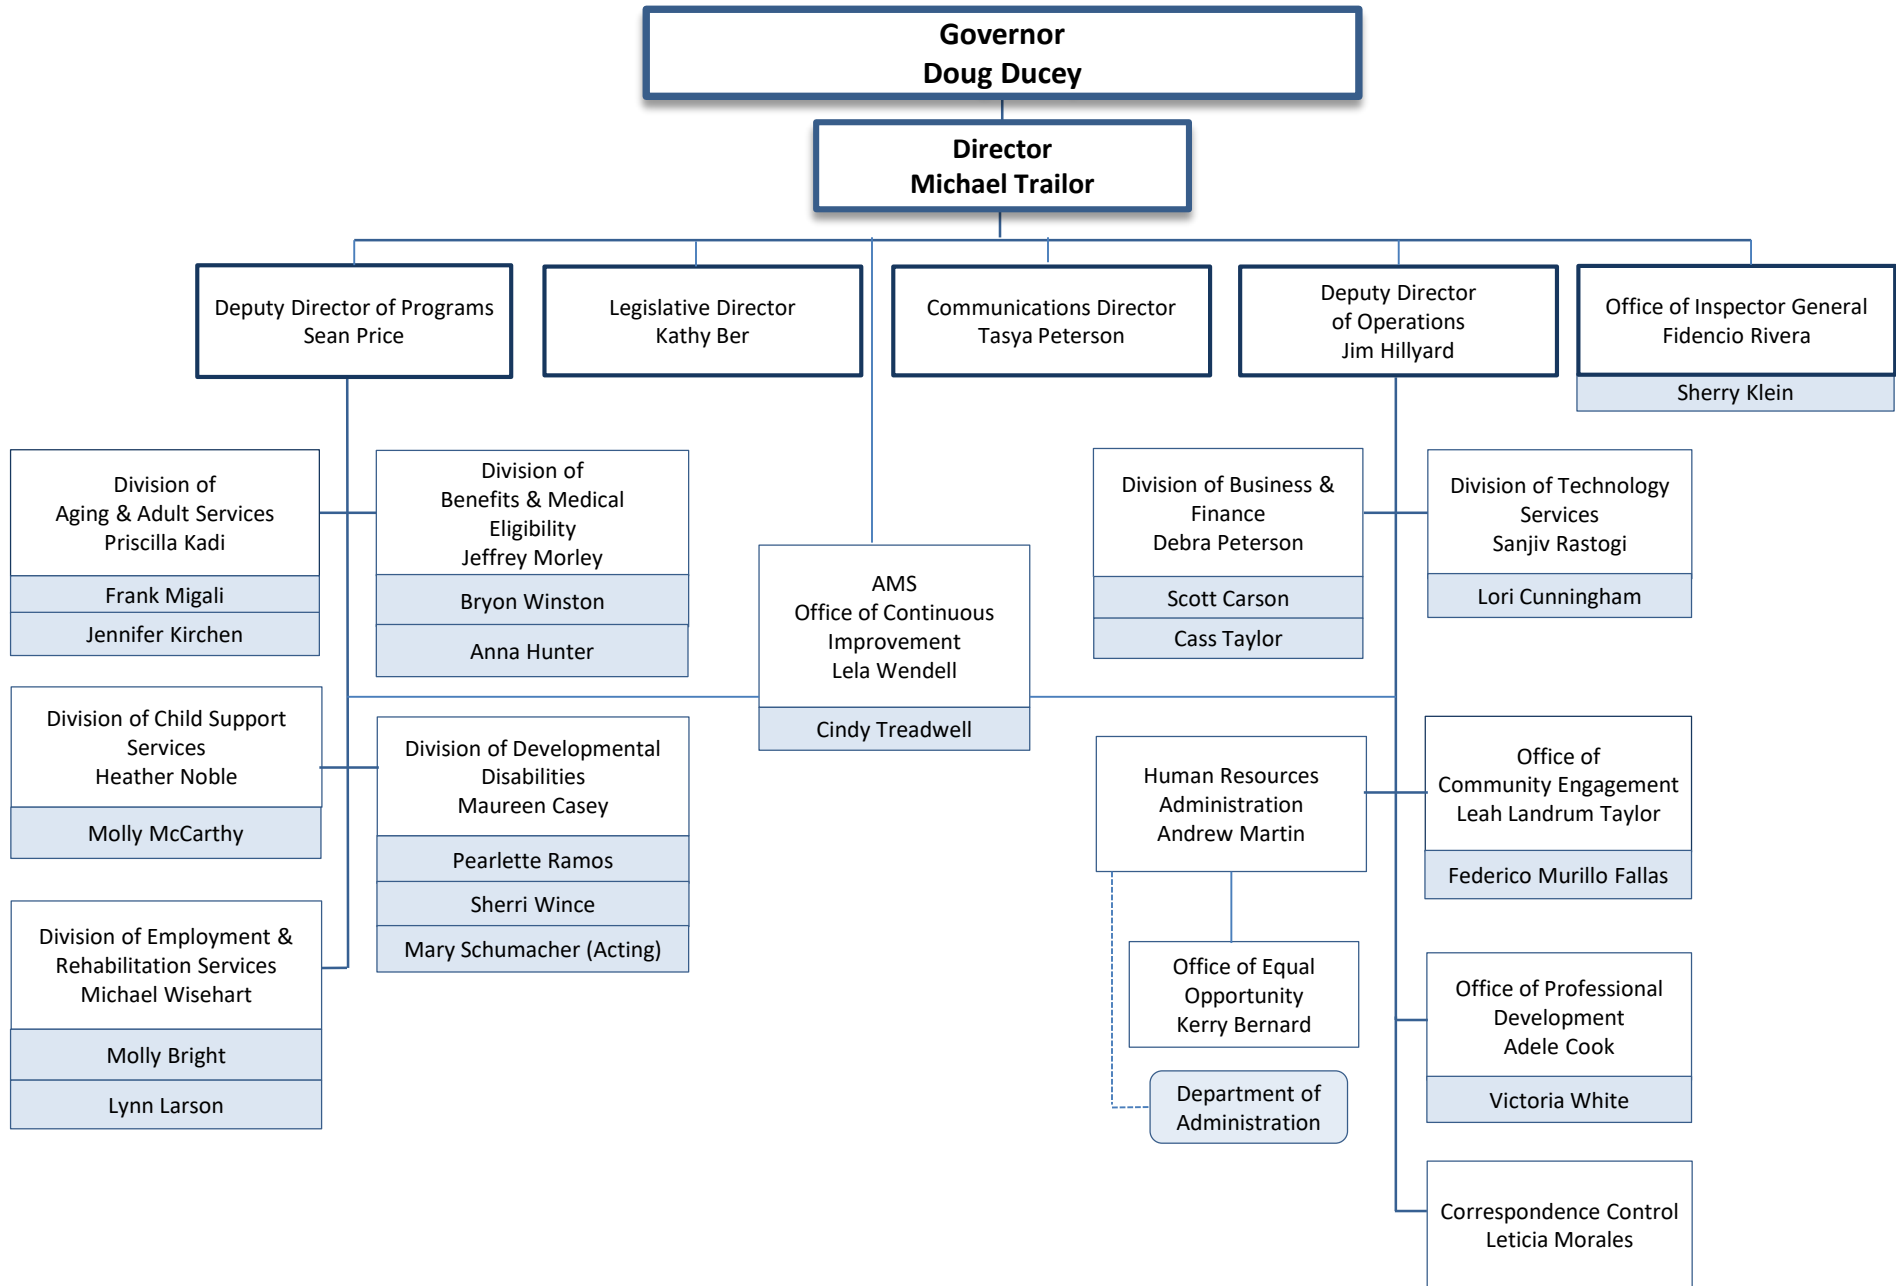 Governor
Doug Ducey
Director
Michael Trailor
Deputy Director of Programs
Sean Price
Legislative Director
Kathy Ber
Communications Director
Tasya Peterson
Deputy Director
of Operations
Jim Hillyard
Office of Inspector General
Fidencio Rivera
Sherry Klein
Division of
Aging & Adult Services
Priscilla Kadi
Frank Migali
Jennifer Kirchen
Division of
Benefits & Medical
Eligibility
Jeffrey Morley
Bryon Winston
Anna Hunter
AMS
Office of Continuous
Improvement
Lela Wendell
Cindy Treadwell
Division of Business &
Finance
Debra Peterson
Scott Carson
Cass Taylor
Division of Technology
Services
Sanjiv Rastogi
Lori Cunningham
Division of Child Support
Services
Heather Noble
Molly McCarthy
Division of Developmental
Disabilities
Maureen Casey
Pearlette Ramos
Sherri Wince
Mary Schumacher (Acting)
Human Resources
Administration
Andrew Martin
Office of
Community Engagement
Leah Landrum Taylor
Federico Murillo Fallas
Division of Employment &
Rehabilitation Services
Michael Wisehart
Molly Bright
Lynn Larson
Office of Equal
Opportunity
Kerry Bernard
Department of
Administration
Office of Professional
Development
Adele Cook
Victoria White
Correspondence Control
Leticia Morales